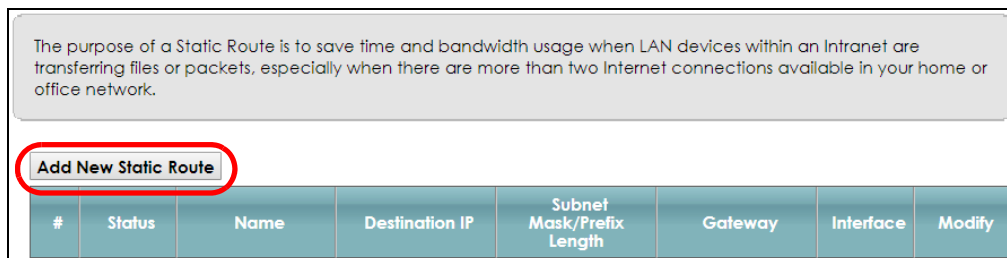 The purpose of a Static Route is to save time and bandwidth usage when LAN devices within an Intranet are
transferring files or packets, especially when there are more than two Internet connections available in your home or
office network.
Add New Static Route
# Status Name Destination IP Subnet Mask/Prefix Length Gateway Interface Modify